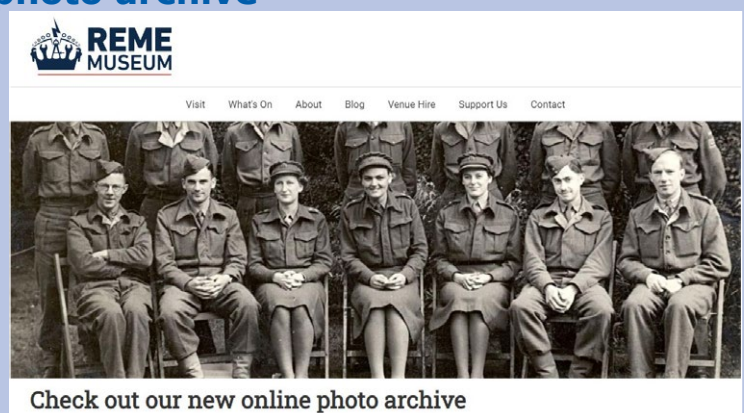 photo archive
REME
MUSEUM
Visit What's On About Blog Venue Hire Support Us Contact
Check out our new online photo archive